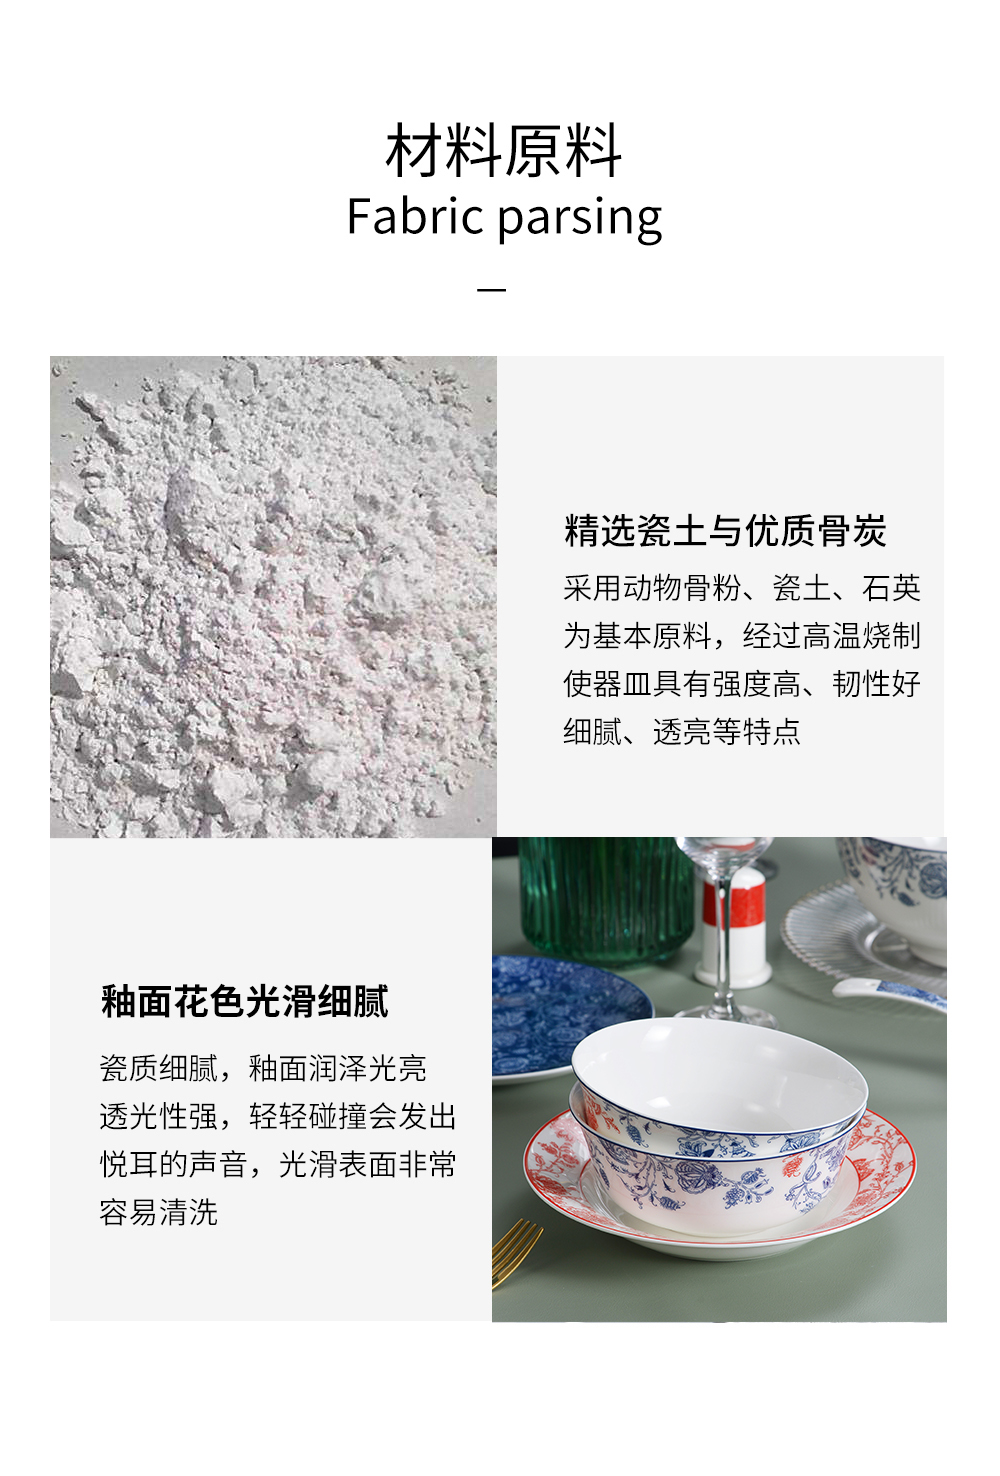 材料原料
Fabric parsing
精选瓷土与优质骨炭
采用动物骨粉、瓷土、石英
为基本原料，经过高温烧制
使器皿具有强度高、韧性好
细腻、透亮等特点
釉面花色光滑细腻
瓷质细腻，釉面润泽光亮
透光性强，轻轻碰撞会发出
悦耳的声音，光滑表面非常
容易清洗